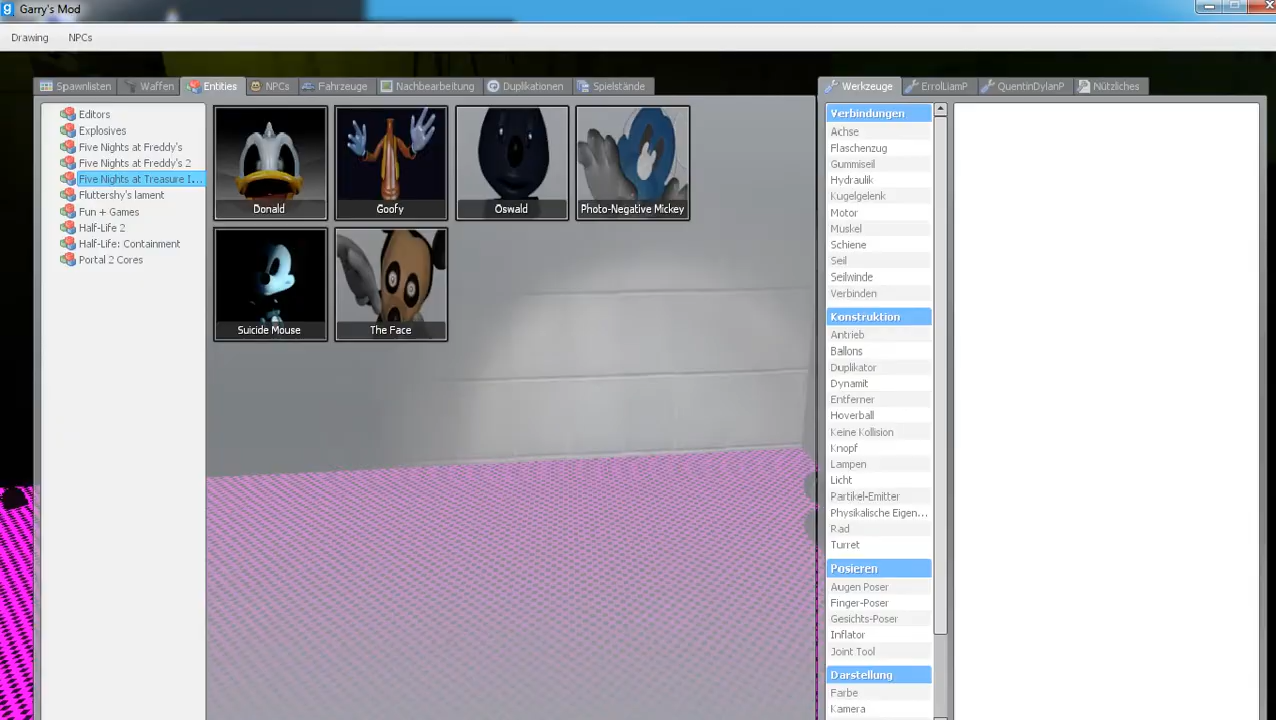 Garry's Mod
Drawing NPCs
Spawnlisten Waffen Entities NPCs Fahrzeuge Nachbearbeitung Duplikationen Spielstände
Werkzeuge ErrolLiamP QuentinDylanP Nützliches
Editors
Explosives
Five Nights at Freddy's
Five Nights at Freddy's 2
Five Nights at Treasure I...
Fluttershy's lament
Fun + Games
Half-Life 2
Half-Life: Containment
Portal 2 Cores
Donald Goofy Oswald Photo-Negative Mickey
Suicide Mouse The Face
Verbindungen
Achse
Flaschenzug
Gummiseil
Hydraulik
Kugelgelenk
Motor
Muskel
Schiene
Seil
Seilwinde
Verbinden
Konstruktion
Antrieb
Ballons
Duplikator
Dynamit
Entferner
Hoverball
Keine Kollision
Knopf
Lampen
Licht
Partikel-Emitter
Physikalische Eigen...
Rad
Turret
Posieren
Augen Poser
Finger-Poser
Gesichts-Poser
Inflator
Joint Tool
Darstellung
Farbe
Kamera